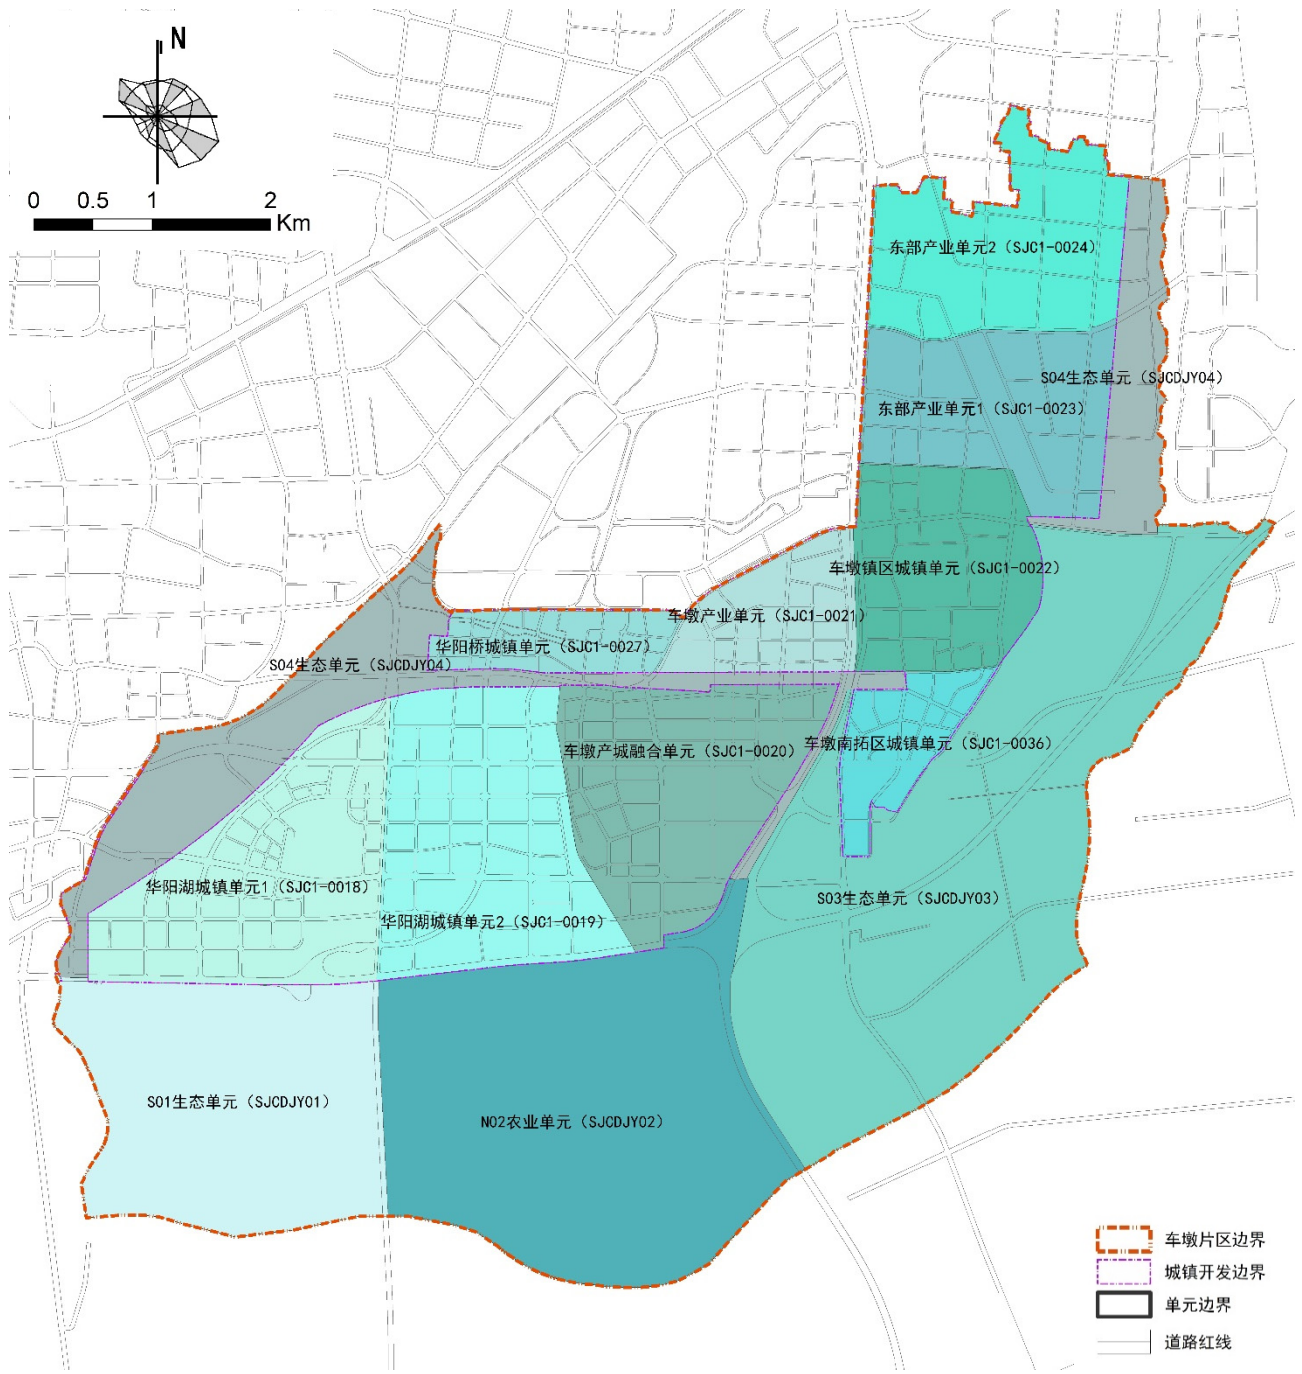 N
0 0.5 1 2
Km
东部产业单元2（SJC1-0024）
S04生态单元（SJCDJY04）
东部产业单元1（SJC1-0023）
车墩镇区城镇单元（SJC1-0022）
车墩产业单元（SJC1-0021）
华阳桥城镇单元（SJC1-0027）
S04生态单元（SJCDJY04）
车墩南拓区城镇单元（SJC1-0036）
车墩产城融合单元（SJC1-0020）
华阳湖城镇单元1（SJC1-0018）
S03生态单元（SJCDJY03）
华阳湖城镇单元2（SJC1-0019）
S01生态单元（SJCDJY01）
N02农业单元（SJCDJY02）
车墩片区边界
城镇开发边界
单元边界
道路红线